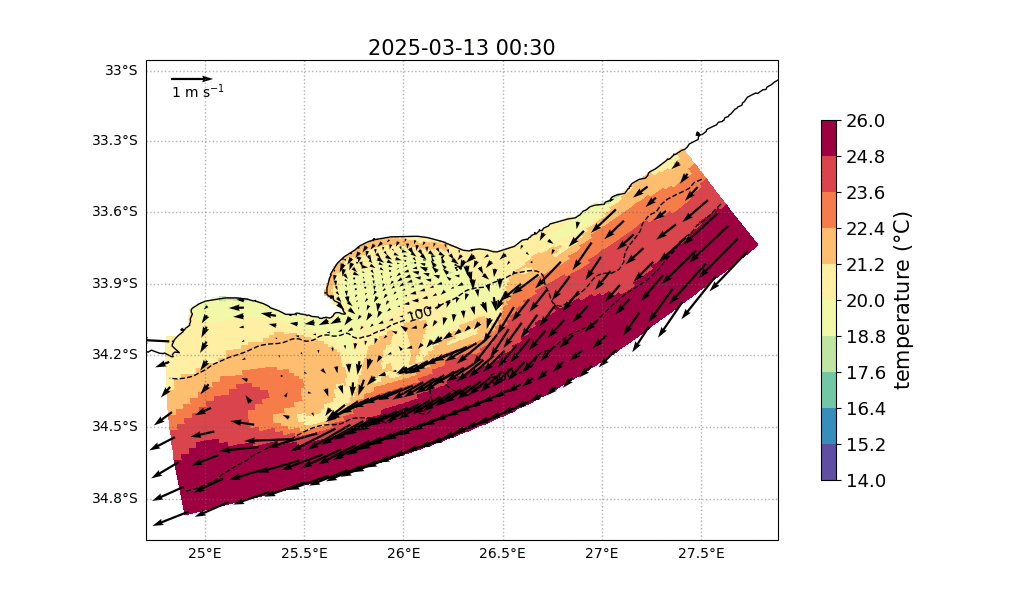 2025-03-13 00:30
33°S
33.3°S
33.6°S
33.9°S
34.2°S
34.5°S
34.8°S
1 m s⁻¹
100
25°E
25.5°E
26°E
26.5°E
27°E
27.5°E
26.0
24.8
23.6
22.4
21.2
20.0
18.8
17.6
16.4
15.2
14.0
temperature (°C)